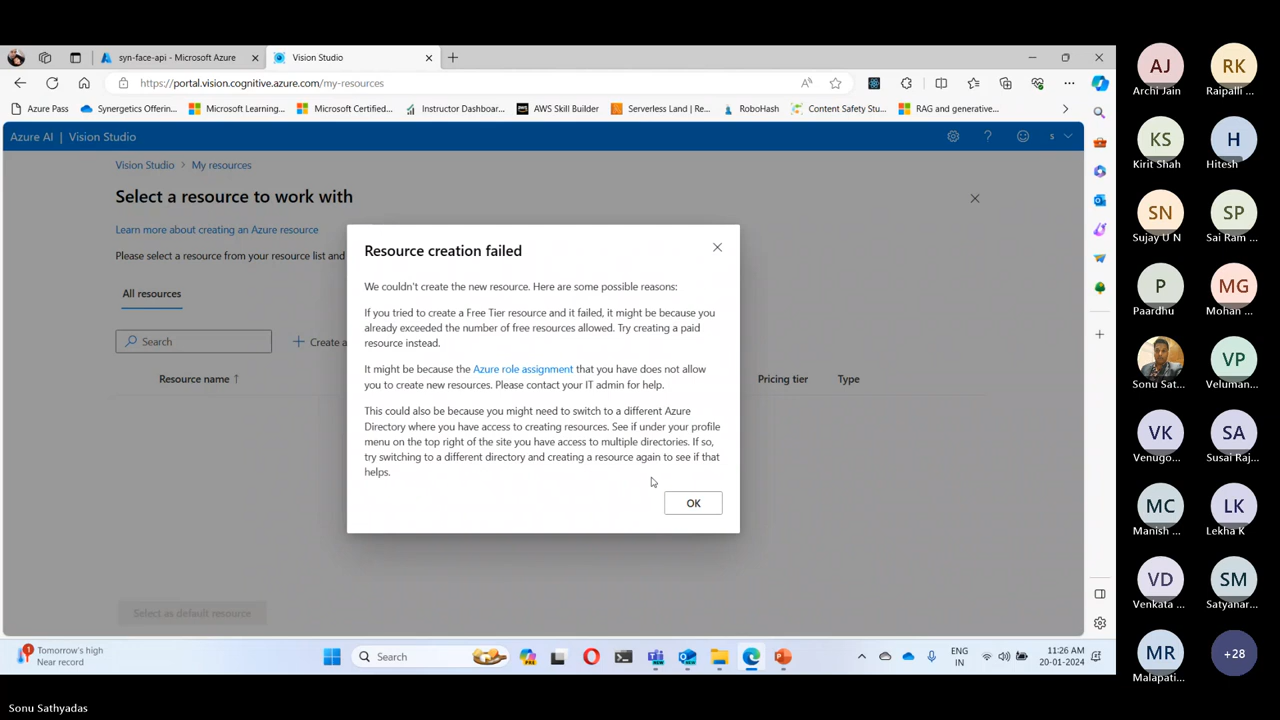 syn-face-api - Microsoft Azure
Vision Studio
https://portal.vision.cognitive.azure.com/my-resources
Azure Pass
Synergetics Offering...
Microsoft Learning...
Microsoft Certified...
Instructor Dashboar...
AWS Skill Builder
Serverless Land | Re...
RoboHash
Content Safety Stu...
RAG and generative...
Azure AI | Vision Studio
s
Vision Studio > My resources
Select a resource to work with
Learn more about creating an Azure resource
Please select a resource from your resource list and
All resources
Search
+ Create a
Resource name ↑
Pricing tier
Type
Select as default resource
Resource creation failed
We couldn't create the new resource. Here are some possible reasons:
If you tried to create a Free Tier resource and it failed, it might be because you
already exceeded the number of free resources allowed. Try creating a paid
resource instead.
It might be because the Azure role assignment that you have does not allow
you to create new resources. Please contact your IT admin for help.
This could also be because you might need to switch to a different Azure
Directory where you have access to creating resources. See if under your profile
menu on the top right of the site you have access to multiple directories. If so,
try switching to a different directory and creating a resource again to see if that
helps.
OK
1
Tomorrow's high
Near record
Search
PRE
ENG
IN
11:26 AM
20-01-2024
AJ
Archi Jain
RK
Raipalli ...
KS
Kirit Shah
H
Hitesh
SN
Sujay U N
SP
Sai Ram ...
P
Paardhu
MG
Mohan ...
Sonu Sat...
VP
Veluman...
VK
Venugo...
SA
Susai Raj...
MC
Manish ...
LK
Lekha K
VD
Venkata ...
SM
Satyanar...
MR
Malapati...
+28
Sonu Sathyadas